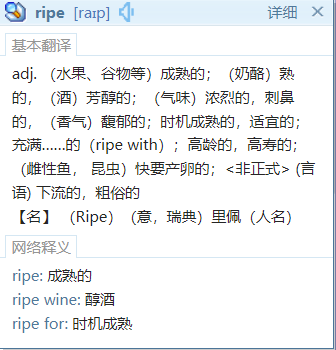 ripe [raɪp] 详细
基本翻译
adj. （水果、谷物等）成熟的；（奶酪）熟
的，（酒）芳醇的；（气味）浓烈的，刺鼻
的，（香气）馥郁的；时机成熟的，适宜的；
充满……的（ripe with）；高龄的，高寿的；
（雌性鱼， 昆虫）快要产卵的；<非正式> (言
语) 下流的，粗俗的
【名】 （Ripe）（意，瑞典）里佩（人名）
网络释义
ripe: 成熟的
ripe wine: 醇酒
ripe for: 时机成熟